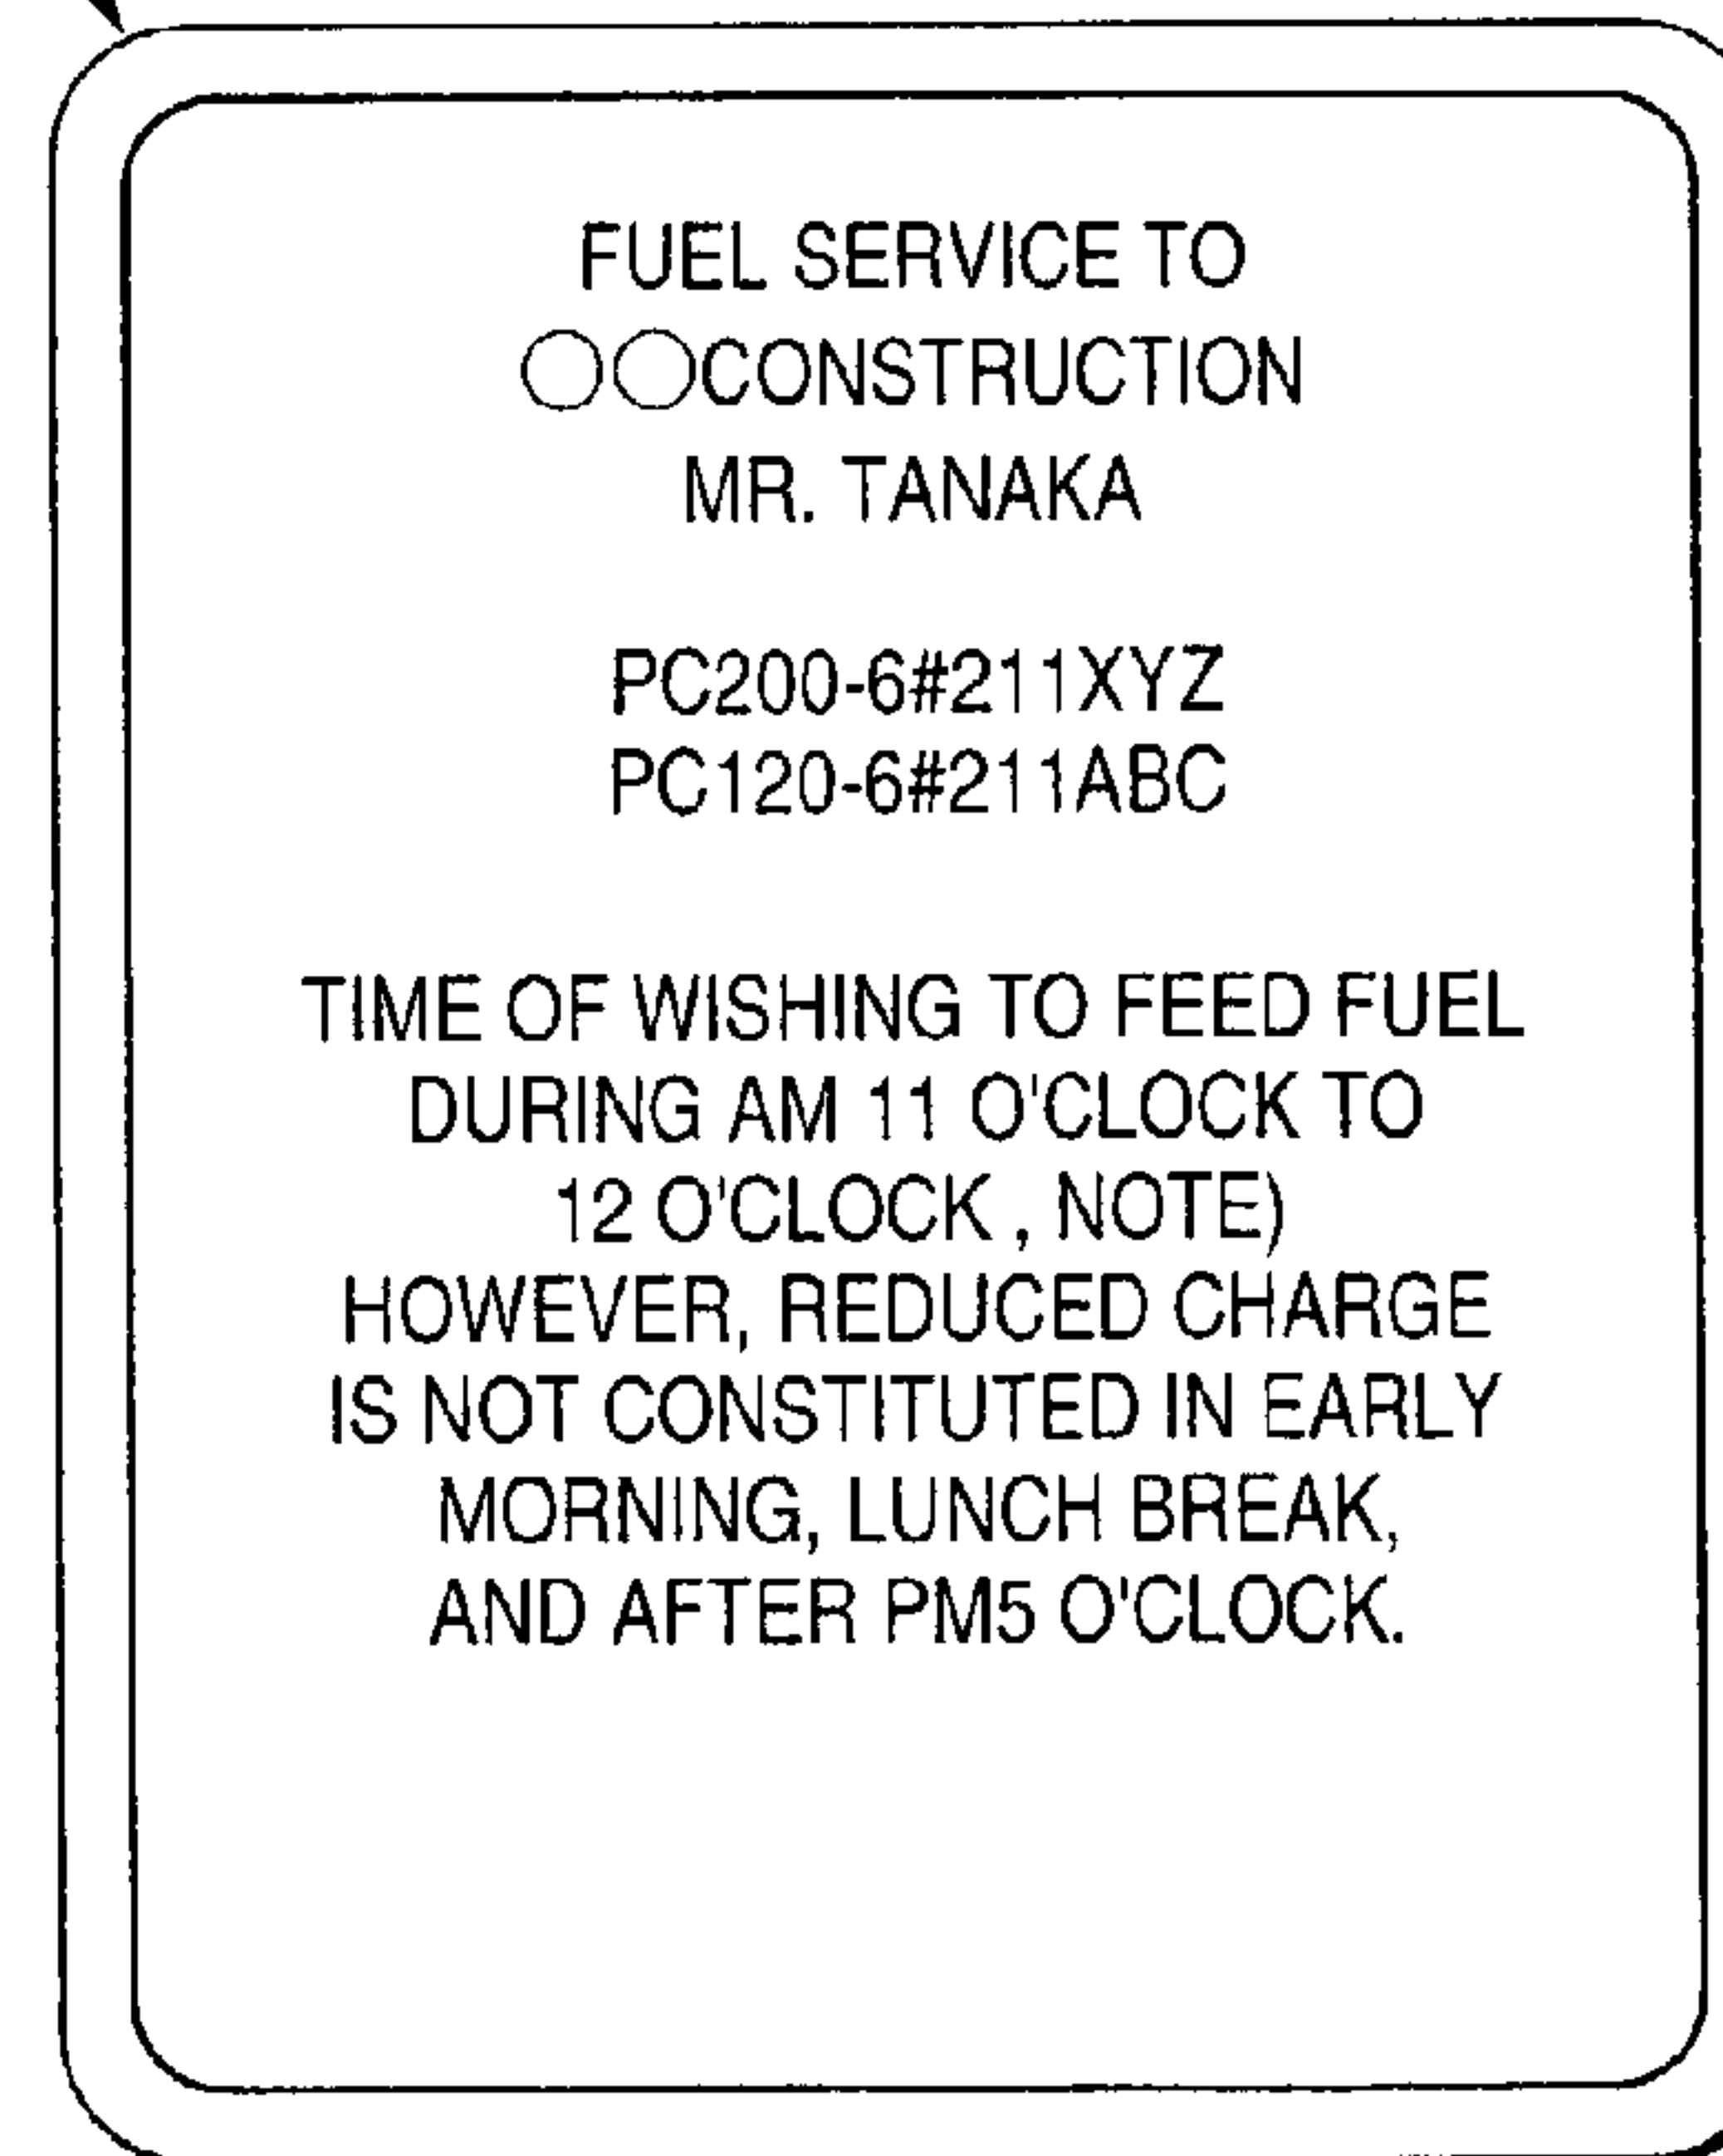 FUEL SERVICE TO
○○CONSTRUCTION
MR. TANAKA
PC200-6#211XYZ
PC120-6#211ABC
TIME OF WISHING TO FEED FUEL
DURING AM 11 O'CLOCK TO
12 O'CLOCK , NOTE)
HOWEVER, REDUCED CHARGE
IS NOT CONSTITUTED IN EARLY
MORNING, LUNCH BREAK,
AND AFTER PM5 O'CLOCK.